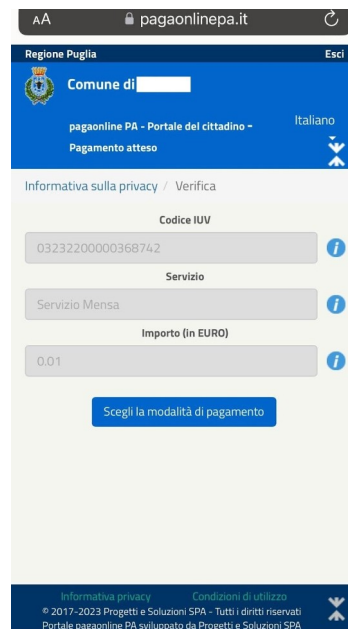 AA pagaonlinepa.it
Regione Puglia Esci
Comune di
pagaonline PA - Portale del cittadino -
Pagamento atteso
Italiano
Informativa sulla privacy / Verifica
Codice IUV
03232200000368742
Servizio
Servizio Mensa
Importo (in EURO)
0.01
Scegli la modalità di pagamento
Informativa privacy Condizioni di utilizzo
© 2017-2023 Progetti e Soluzioni SPA - Tutti i diritti riservati
Portale pagaonline PA sviluppato da Progetti e Soluzioni SPA